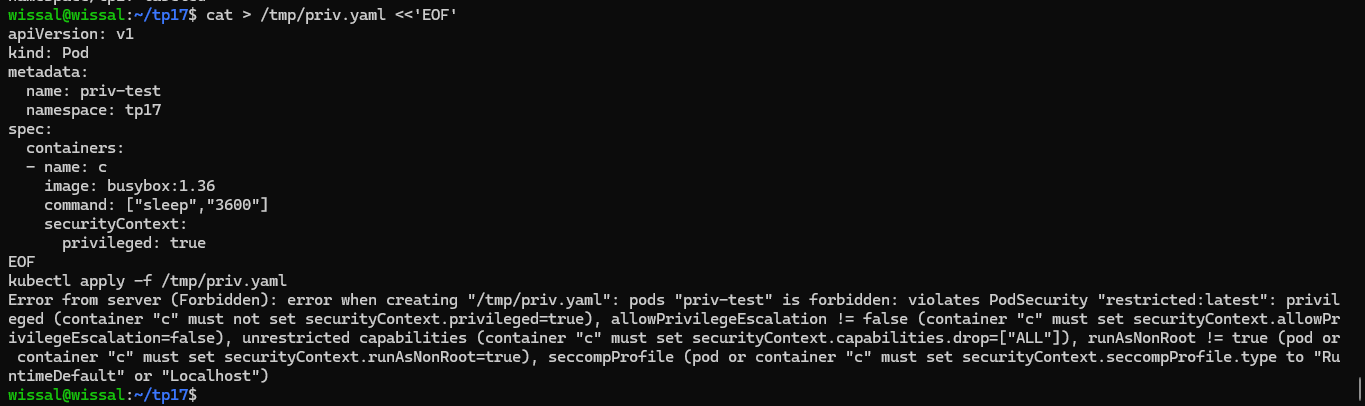 wissal@wissal:~/tp17$ cat > /tmp/priv.yaml <<'EOF'
apiVersion: v1
kind: Pod
metadata:
  name: priv-test
  namespace: tp17
spec:
  containers:
  - name: c
    image: busybox:1.36
    command: ["sleep","3600"]
    securityContext:
      privileged: true
EOF
kubectl apply -f /tmp/priv.yaml
Error from server (Forbidden): error when creating "/tmp/priv.yaml": pods "priv-test" is forbidden: violates PodSecurity "restricted:latest": privil
eged (container "c" must not set securityContext.privileged=true), allowPrivilegeEscalation != false (container "c" must set securityContext.allowPr
ivilegeEscalation=false), unrestricted capabilities (container "c" must set securityContext.capabilities.drop=["ALL"]), runAsNonRoot != true (pod or
 container "c" must set securityContext.runAsNonRoot=true), seccompProfile (pod or container "c" must set securityContext.seccompProfile.type to "Ru
ntimeDefault" or "Localhost")
wissal@wissal:~/tp17$